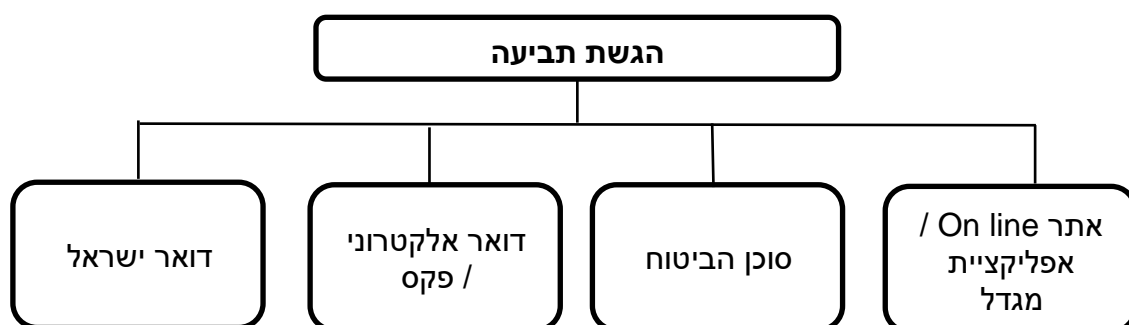 הגשת תביעה
אתר On line /
אפליקציית
מגדל
סוכן הביטוח
דואר אלקטרוני
/ פקס
דואר ישראל